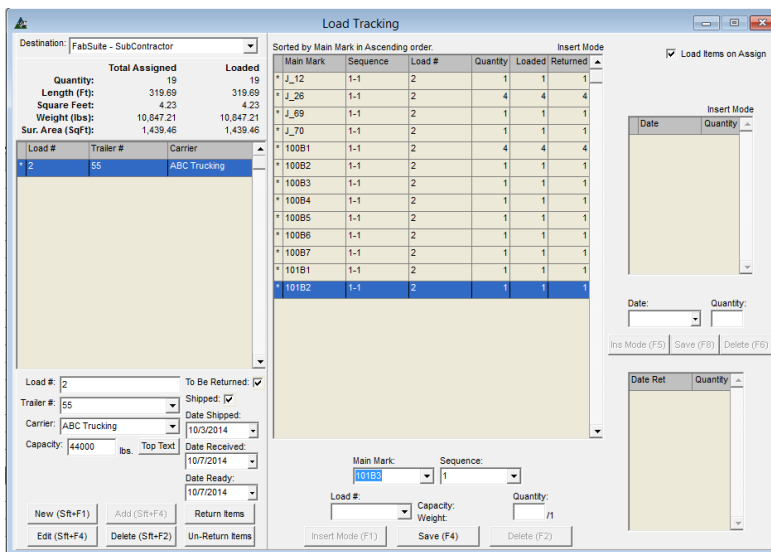 Load Tracking
Destination: FabSuite - SubContractor
Total Assigned Loaded
Quantity: 19 19
Length (Ft): 319.69 319.69
Square Feet: 4.23 4.23
Weight (lbs): 10,847.21 10,847.21
Sur. Area (SqFt): 1,439.46 1,439.46
Load # Trailer # Carrier
* 2 55 ABC Trucking
Load #: 2
To Be Returned:
Trailer #: 55
Shipped:
Carrier: ABC Trucking
Date Shipped:
10/3/2014
Capacity: 44000 lbs. Top Text
Date Received:
10/7/2014
Date Ready:
10/7/2014
New (Sft+F1) Add (Sft+F4) Return Items
Edit (Sft+F4) Delete (Sft+F2) Un-Return Items
Sorted by Main Mark in Ascending order. Insert Mode
Main Mark Sequence Load # Quantity Loaded Returned
* J_12 1-1 2 1 1 1
* J_26 1-1 2 4 4 4
* J_69 1-1 2 1 1 1
* J_70 1-1 2 1 1 1
* 100B1 1-1 2 4 4 4
* 100B2 1-1 2 1 1 1
* 100B3 1-1 2 1 1 1
* 100B4 1-1 2 1 1 1
* 100B5 1-1 2 1 1 1
* 100B6 1-1 2 1 1 1
* 100B7 1-1 2 1 1 1
* 101B1 1-1 2 1 1 1
* 101B2 1-1 2 1 1 1
Main Mark: Sequence:
101B3 1
Load #: Capacity: Quantity:
Weight: /1
Insert Mode (F1) Save (F4) Delete (F2)
Load Items on Assign
Insert Mode
Date Quantity
Date: Quantity:
Ins Mode (F5) Save (F8) Delete (F6)
Date Ret Quantity